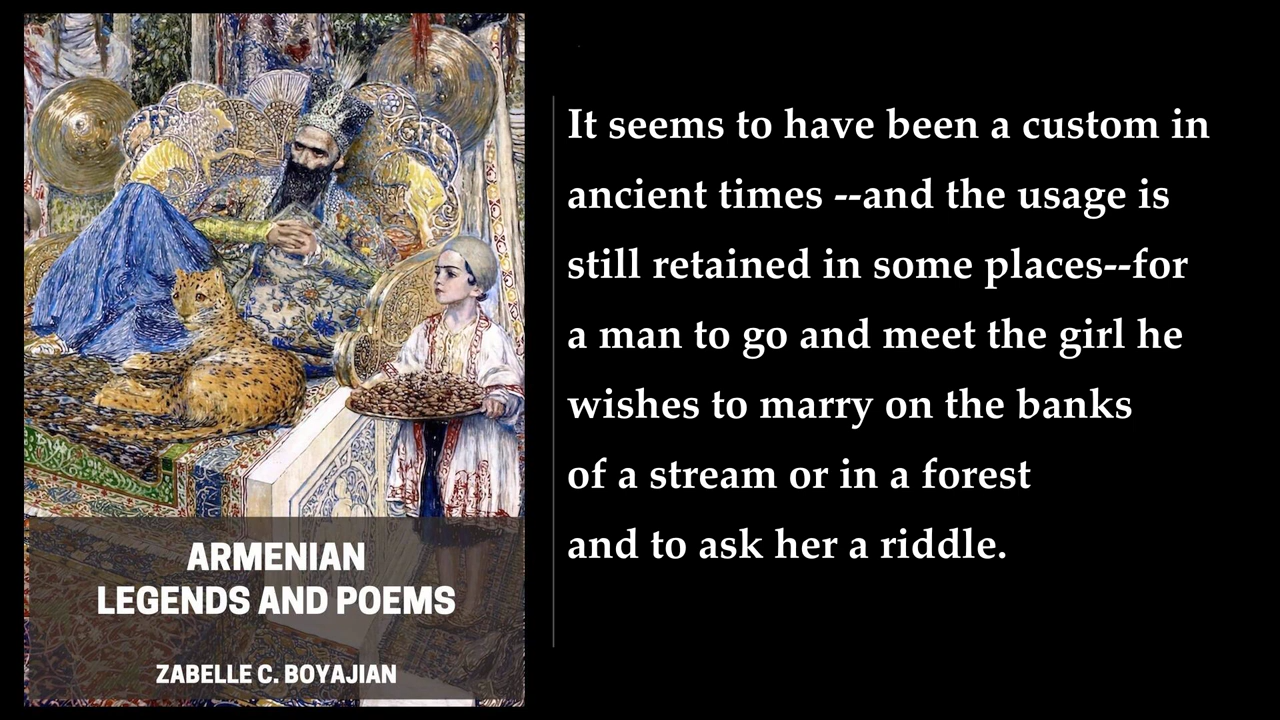 ARMENIAN
LEGENDS AND POEMS
ZABELLE C. BOYAJIAN
It seems to have been a custom in
ancient times --and the usage is
still retained in some places--for
a man to go and meet the girl he
wishes to marry on the banks
of a stream or in a forest
and to ask her a riddle.